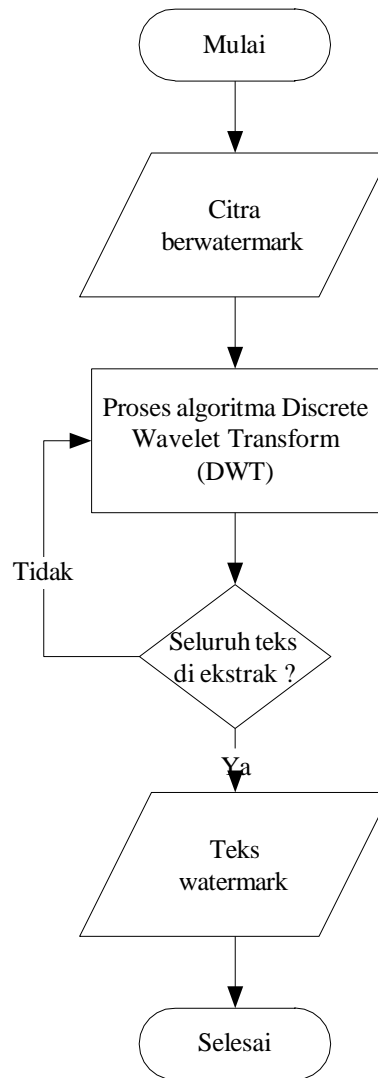 Mulai
Citra
berwatermark
Proses algoritma Discrete
Wavelet Transform
(DWT)
Tidak
Seluruh teks
di ekstrak ?
Ya
Teks
watermark
Selesai